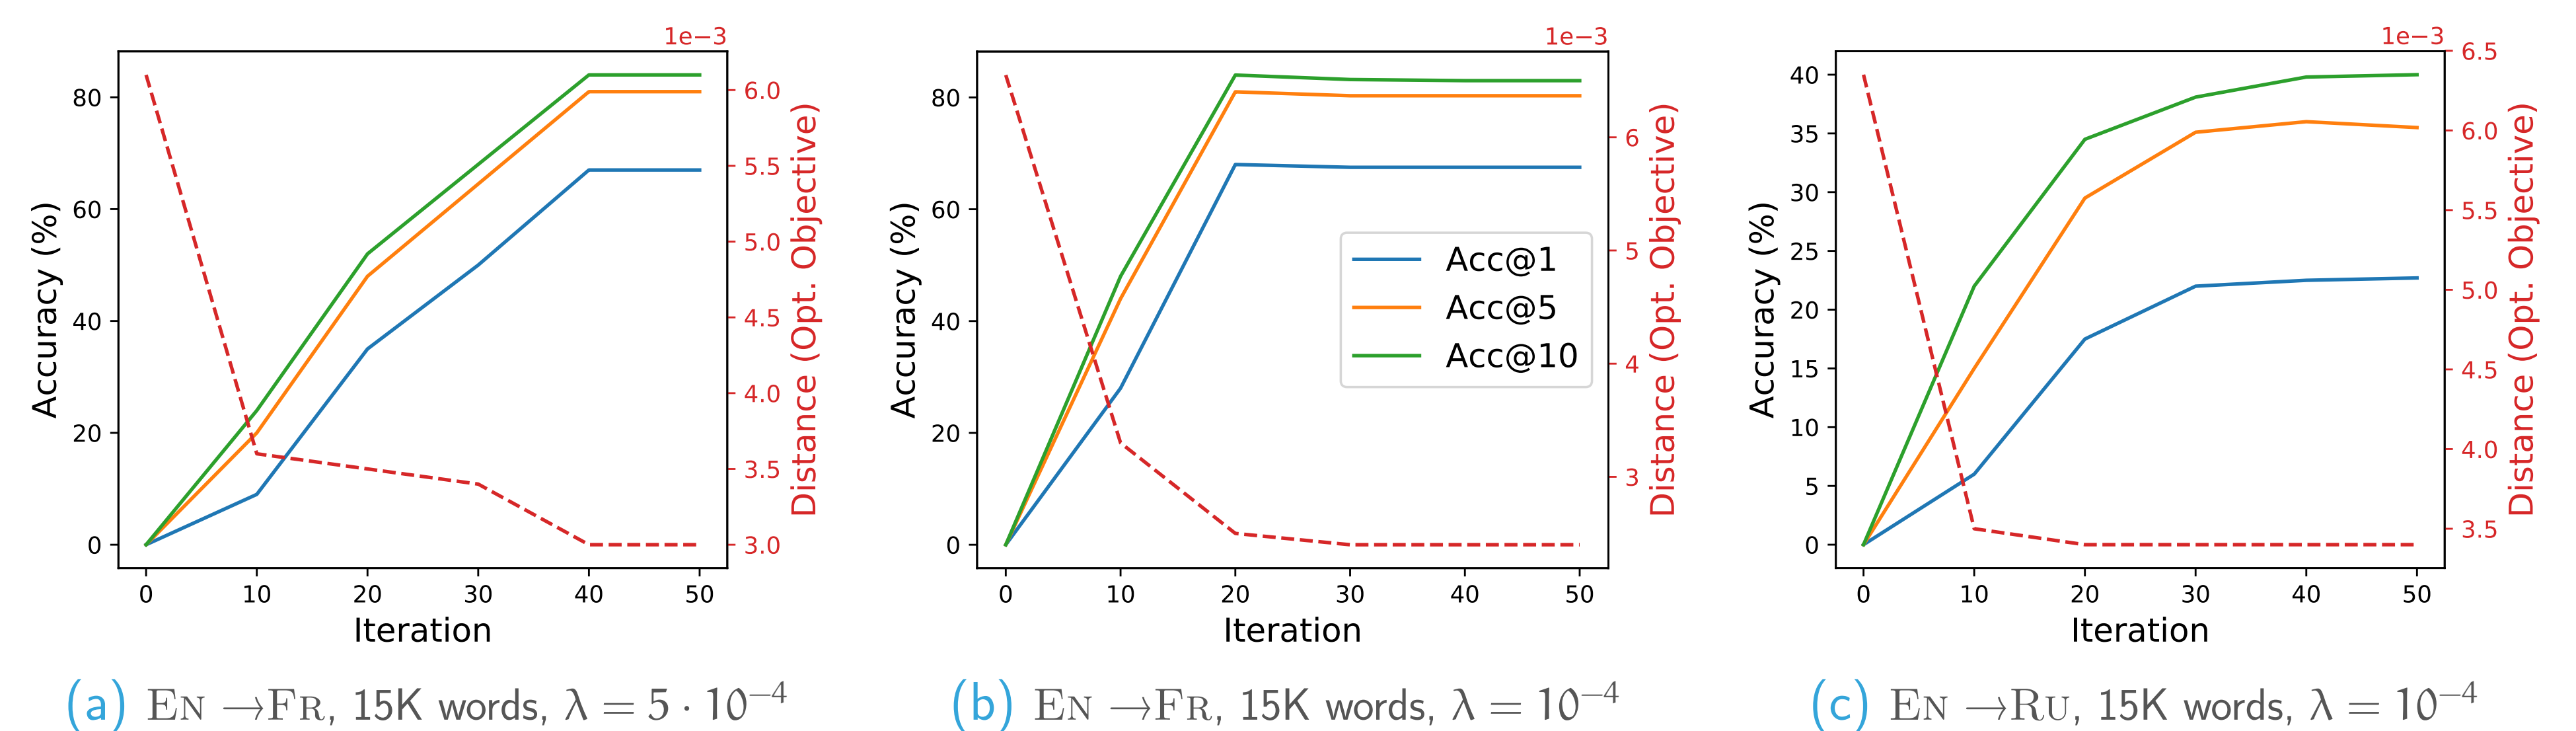 1e−3
80
60
40
20
0
Accuracy (%)
6.0
5.5
5.0
4.5
4.0
3.5
3.0
Distance (Opt. Objective)
0 10 20 30 40 50
Iteration
(a) En →Fr, 15K words, λ = 5 · 10⁻⁴
1e−3
80
60
40
20
0
Accuracy (%)
Acc@1
Acc@5
Acc@10
6
5
4
3
Distance (Opt. Objective)
0 10 20 30 40 50
Iteration
(b) En →Fr, 15K words, λ = 10⁻⁴
1e−3
40
35
30
25
20
15
10
5
0
Accuracy (%)
6.5
6.0
5.5
5.0
4.5
4.0
3.5
Distance (Opt. Objective)
0 10 20 30 40 50
Iteration
(c) En →Ru, 15K words, λ = 10⁻⁴